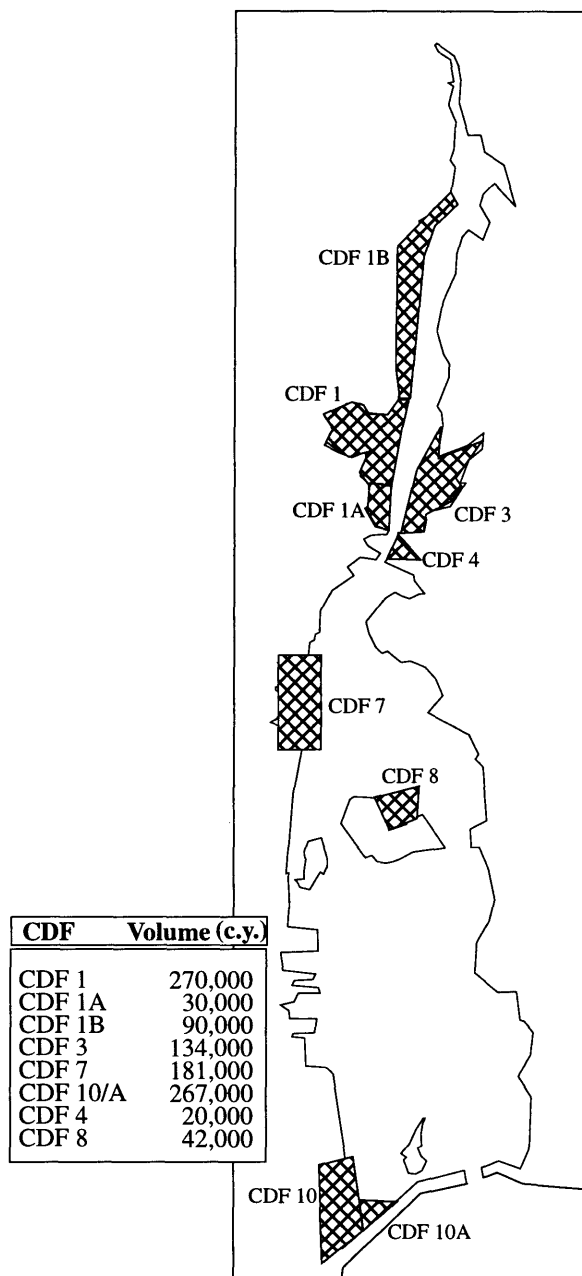 CDF 1B
CDF 1
CDF 1A
CDF 3
CDF 4
CDF 7
CDF 8
CDF Volume (c.y.)
CDF 1 270,000
CDF 1A 30,000
CDF 1B 90,000
CDF 3 134,000
CDF 7 181,000
CDF 10/A 267,000
CDF 4 20,000
CDF 8 42,000
CDF 10
CDF 10A